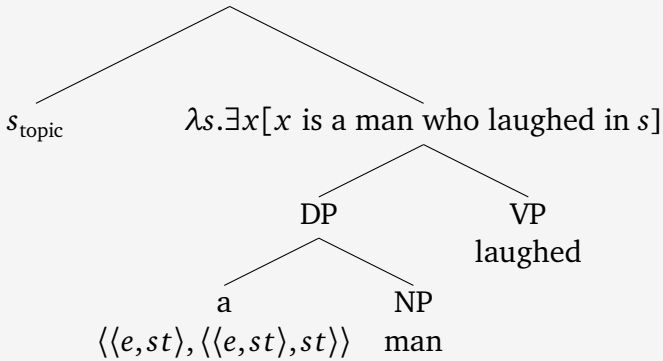 s_topic λs.∃x[x is a man who laughed in s]
DP VP
laughed
a NP
⟨⟨e,st⟩,⟨⟨e,st⟩,st⟩⟩ man